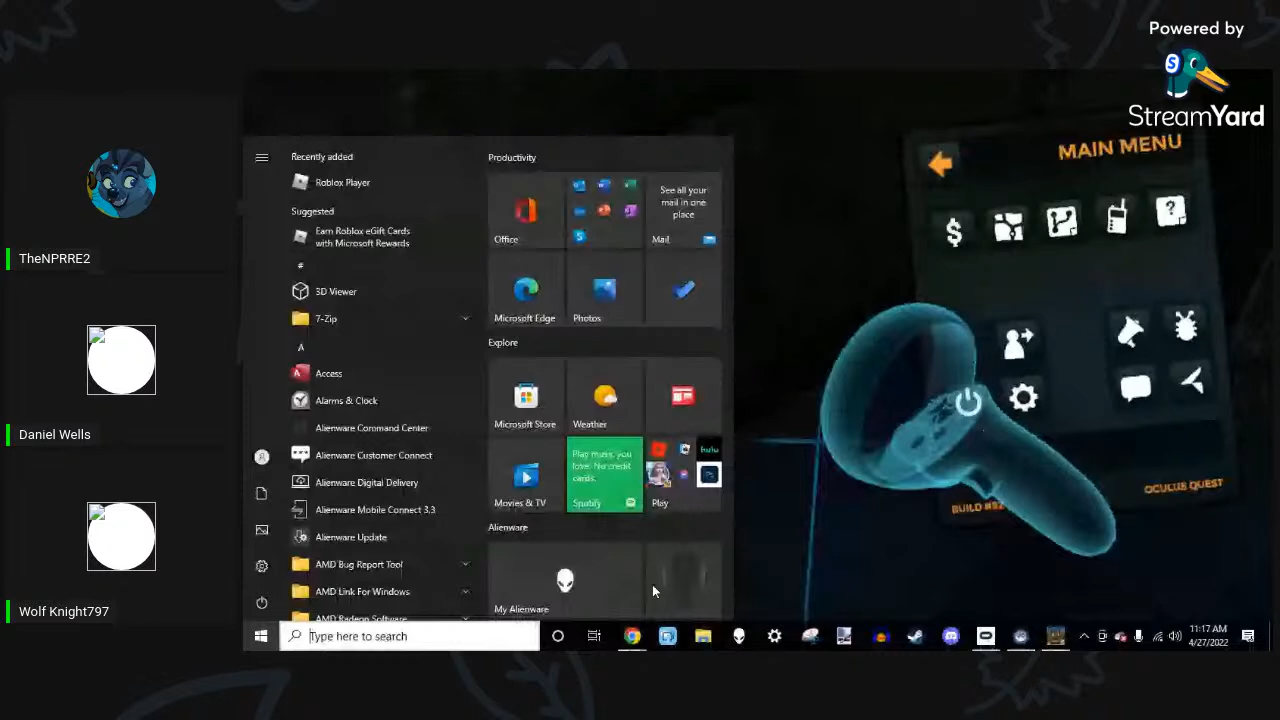 Powered by
StreamYard
TheNPRRE2
Daniel Wells
Wolf Knight797
Recently added
Roblox Player
Suggested
Earn Roblox eGift Cards
with Microsoft Rewards
#
3D Viewer
7-Zip
A
Access
Alarms & Clock
Alienware Command Center
Alienware Customer Connect
Alienware Digital Delivery
Alienware Mobile Connect 3.3
Alienware Update
AMD Bug Report Tool
AMD Link For Windows
AMD Radeon Software
Productivity
Office
See all your
mail in one
place
Mail
Microsoft Edge
Photos
Explore
Microsoft Store
Weather
Movies & TV
Play music you
love. No credit
cards.
Spotify
hulu
Play
Alienware
My Alienware
MAIN MENU
OCULUS QUEST
Type here to search
11:17 AM
4/27/2022